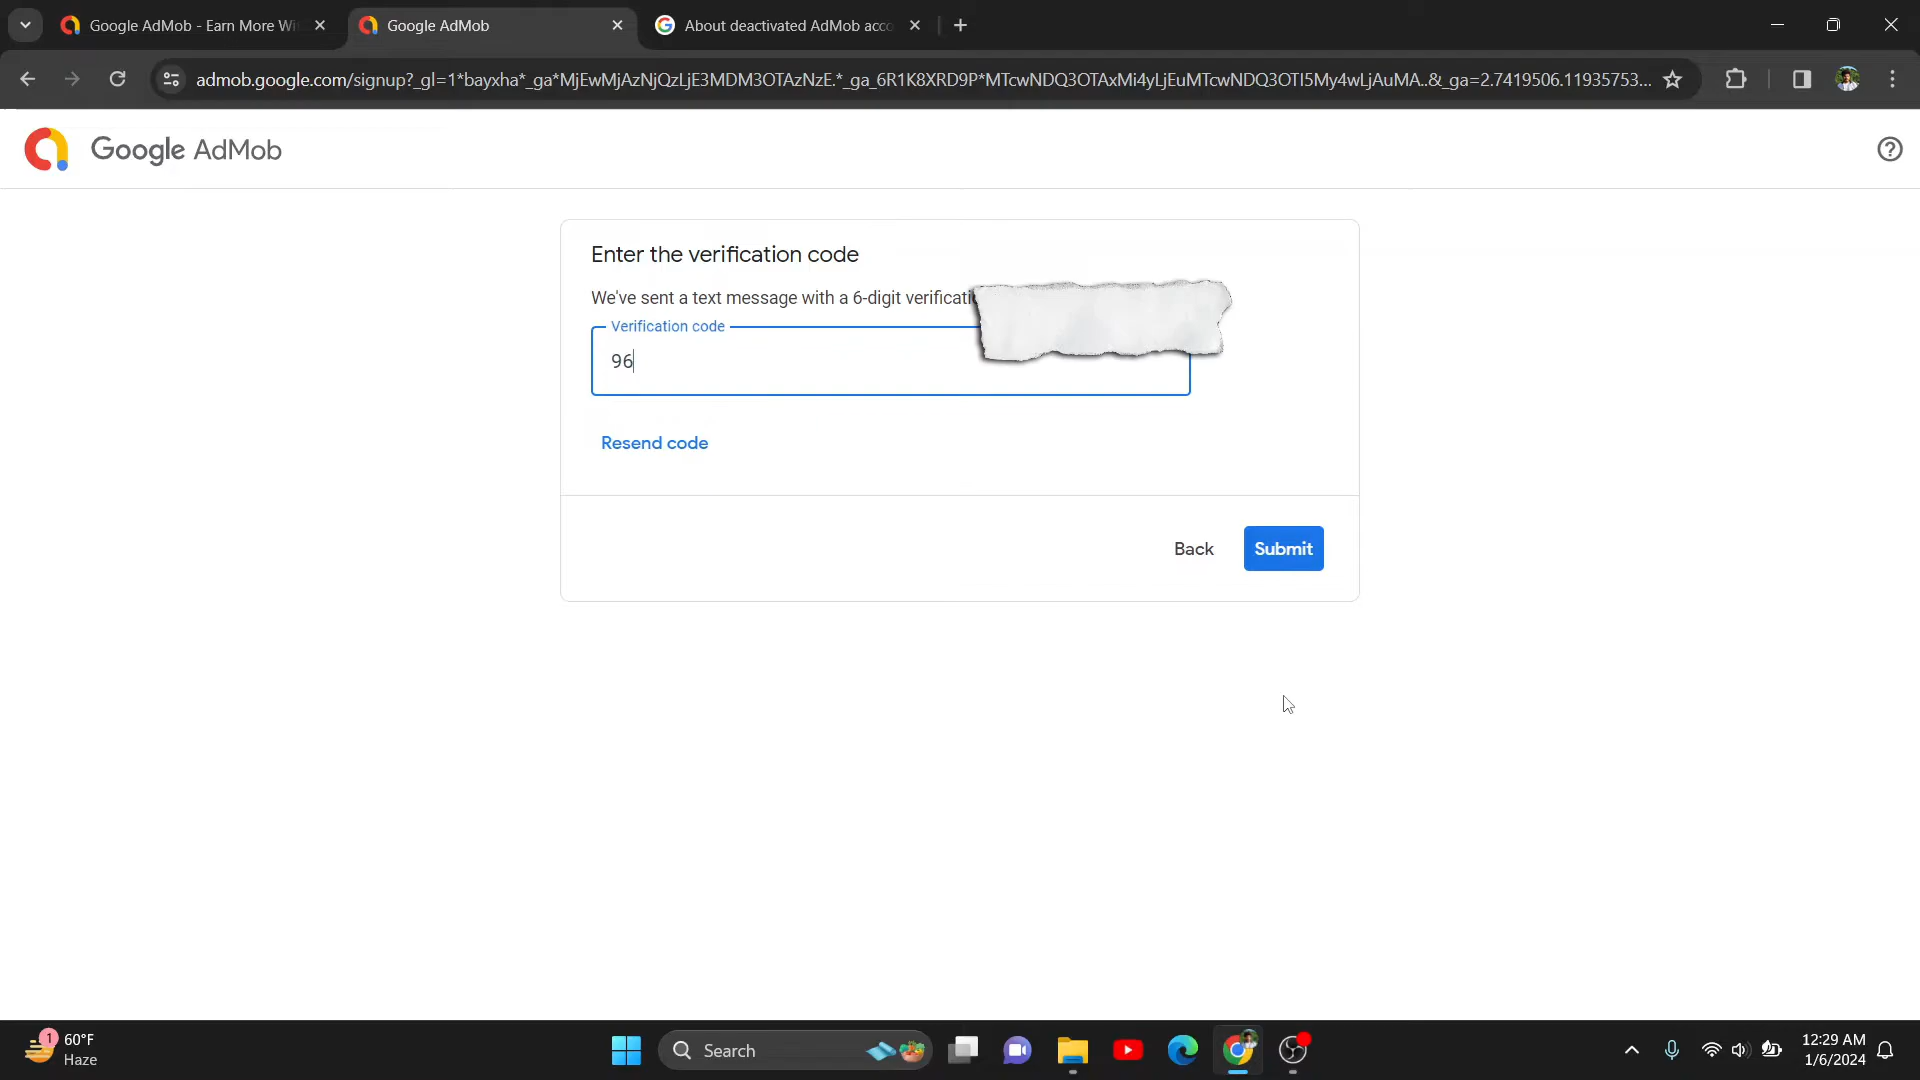 Google AdMob - Earn More Wi
Google AdMob
About deactivated AdMob acco
admob.google.com/signup?_gl=1*bayxha*_ga*MjEwMjAzNjQzLjE3MDM3OTAzNzE.*_ga_6R1K8XRD9P*MTcwNDQ3OTAxMi4yLjEuMTcwNDQ3OTI5My4wLjAuMA..&_ga=2.7419506.11935753...
Google AdMob
Enter the verification code
We've sent a text message with a 6-digit verificati
Verification code
96
Resend code
Back
Submit
1
60°F
Haze
Search
12:29 AM
1/6/2024